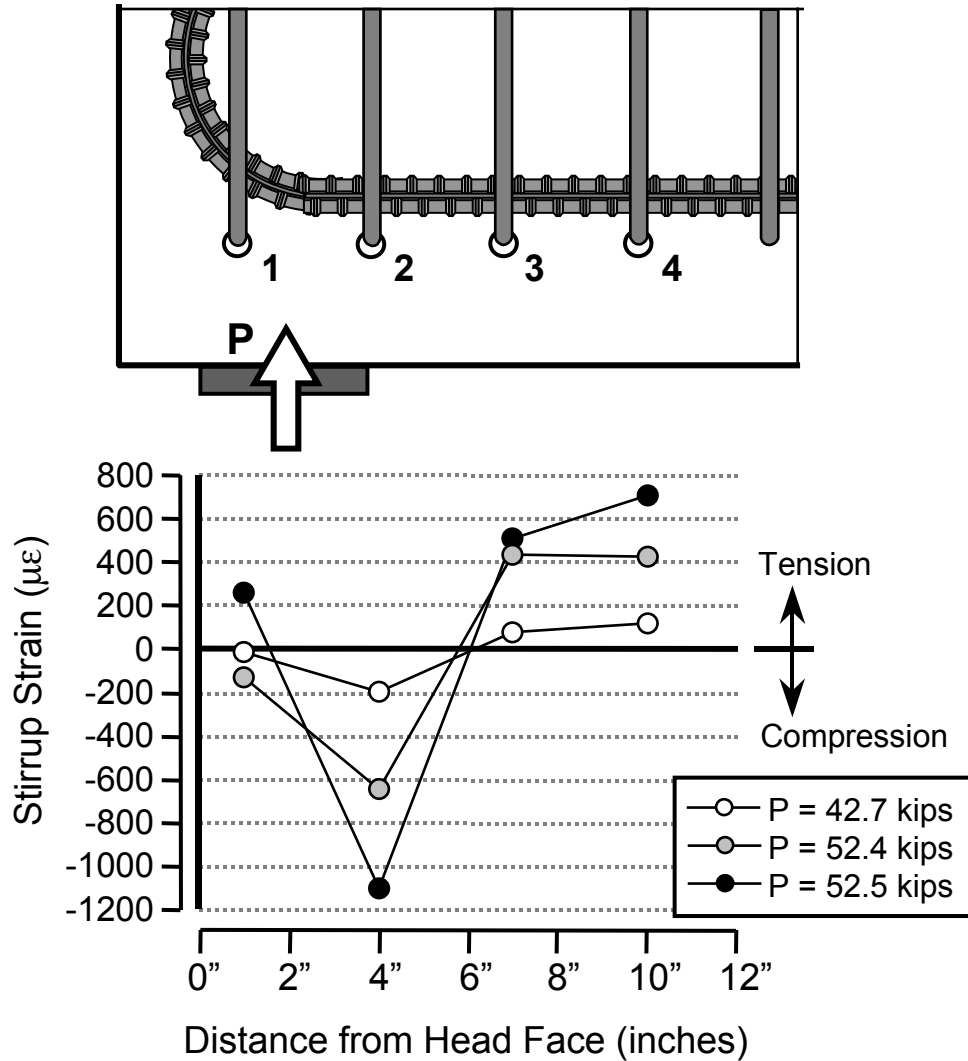 1 2 3 4
P
800
600
400
200
0
-200
-400
-600
-800
-1000
-1200
Stirrup Strain (με)
Tension
Compression
P = 42.7 kips
P = 52.4 kips
P = 52.5 kips
0” 2” 4” 6” 8” 10” 12”
Distance from Head Face (inches)